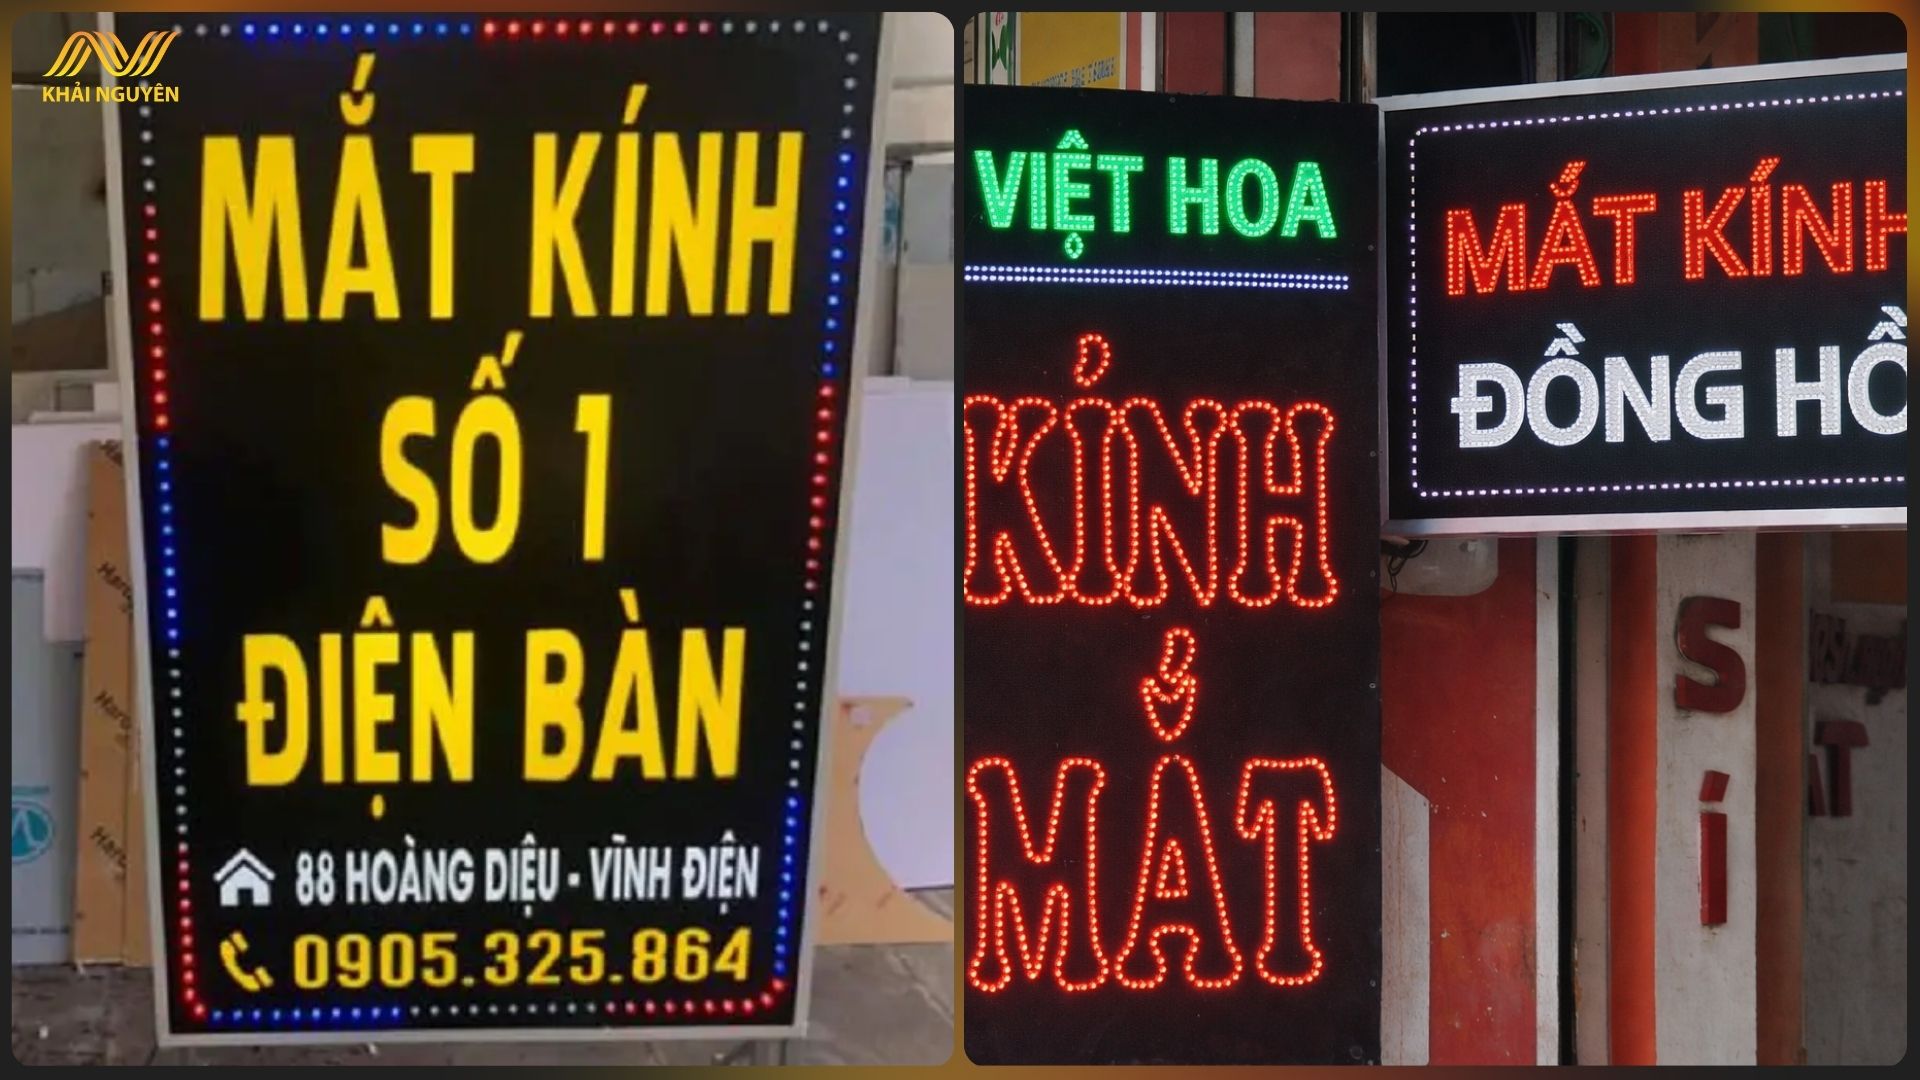 KHẢI NGUYÊN
MẮT KÍNH
SỐ 1
ĐIỆN BÀN
88 HOÀNG DIỆU - VĨNH ĐIỆN
0905.325.864
VIỆT HOA
KÍNH
MẮT
MẮT KÍNH
ĐỒNG HỒ
SĨ